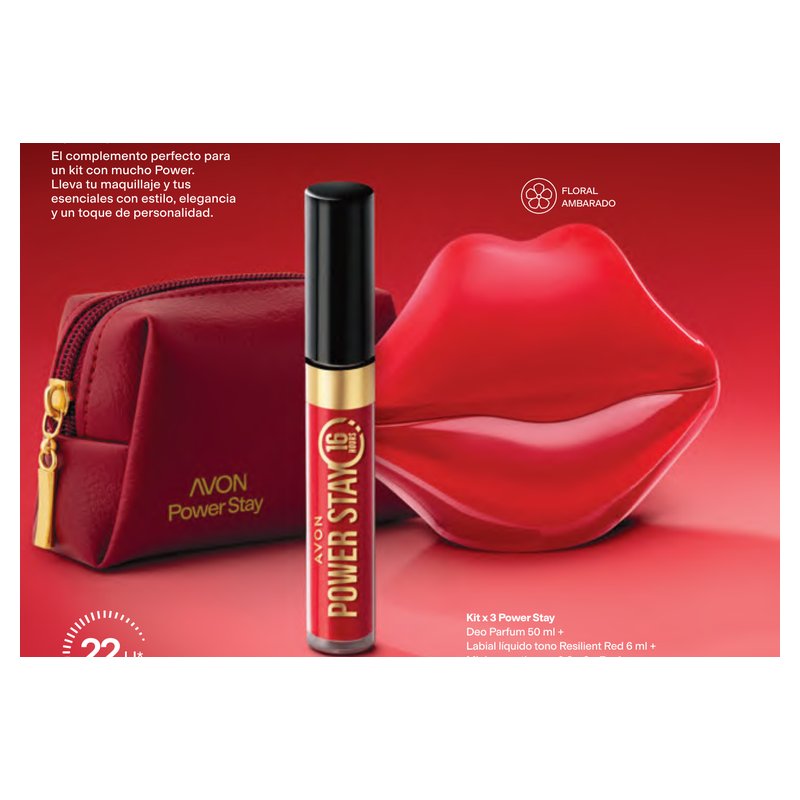 El complemento perfecto para
un kit con mucho Power.
Lleva tu maquillaje y tus
esenciales con estilo, elegancia
y un toque de personalidad.
FLORAL
AMBARADO
AVON
Power Stay
AVON
POWER STAY
16
HOURS
Kit x 3 Power Stay
Deo Parfum 50 ml +
Labial líquido tono Resilient Red 6 ml +
22